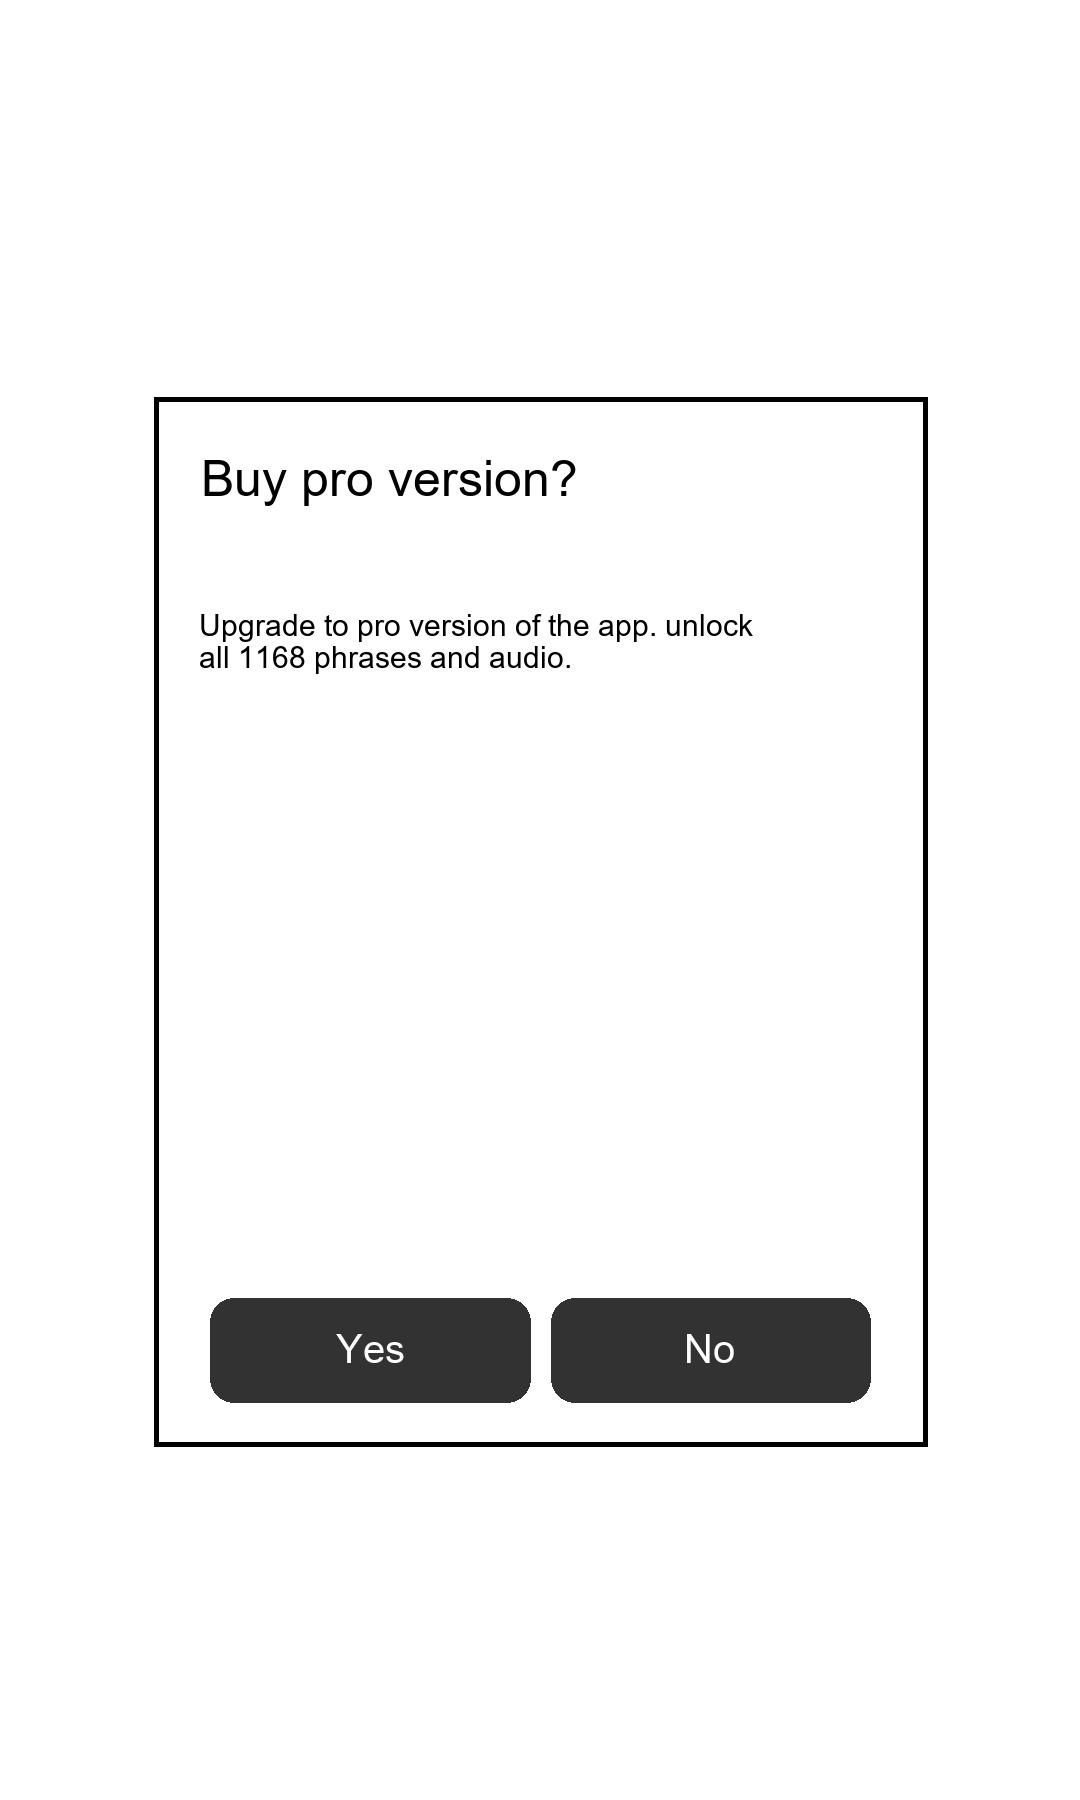 Buy pro version?
Upgrade to pro version of the app. unlock
all 1168 phrases and audio.
Yes
No